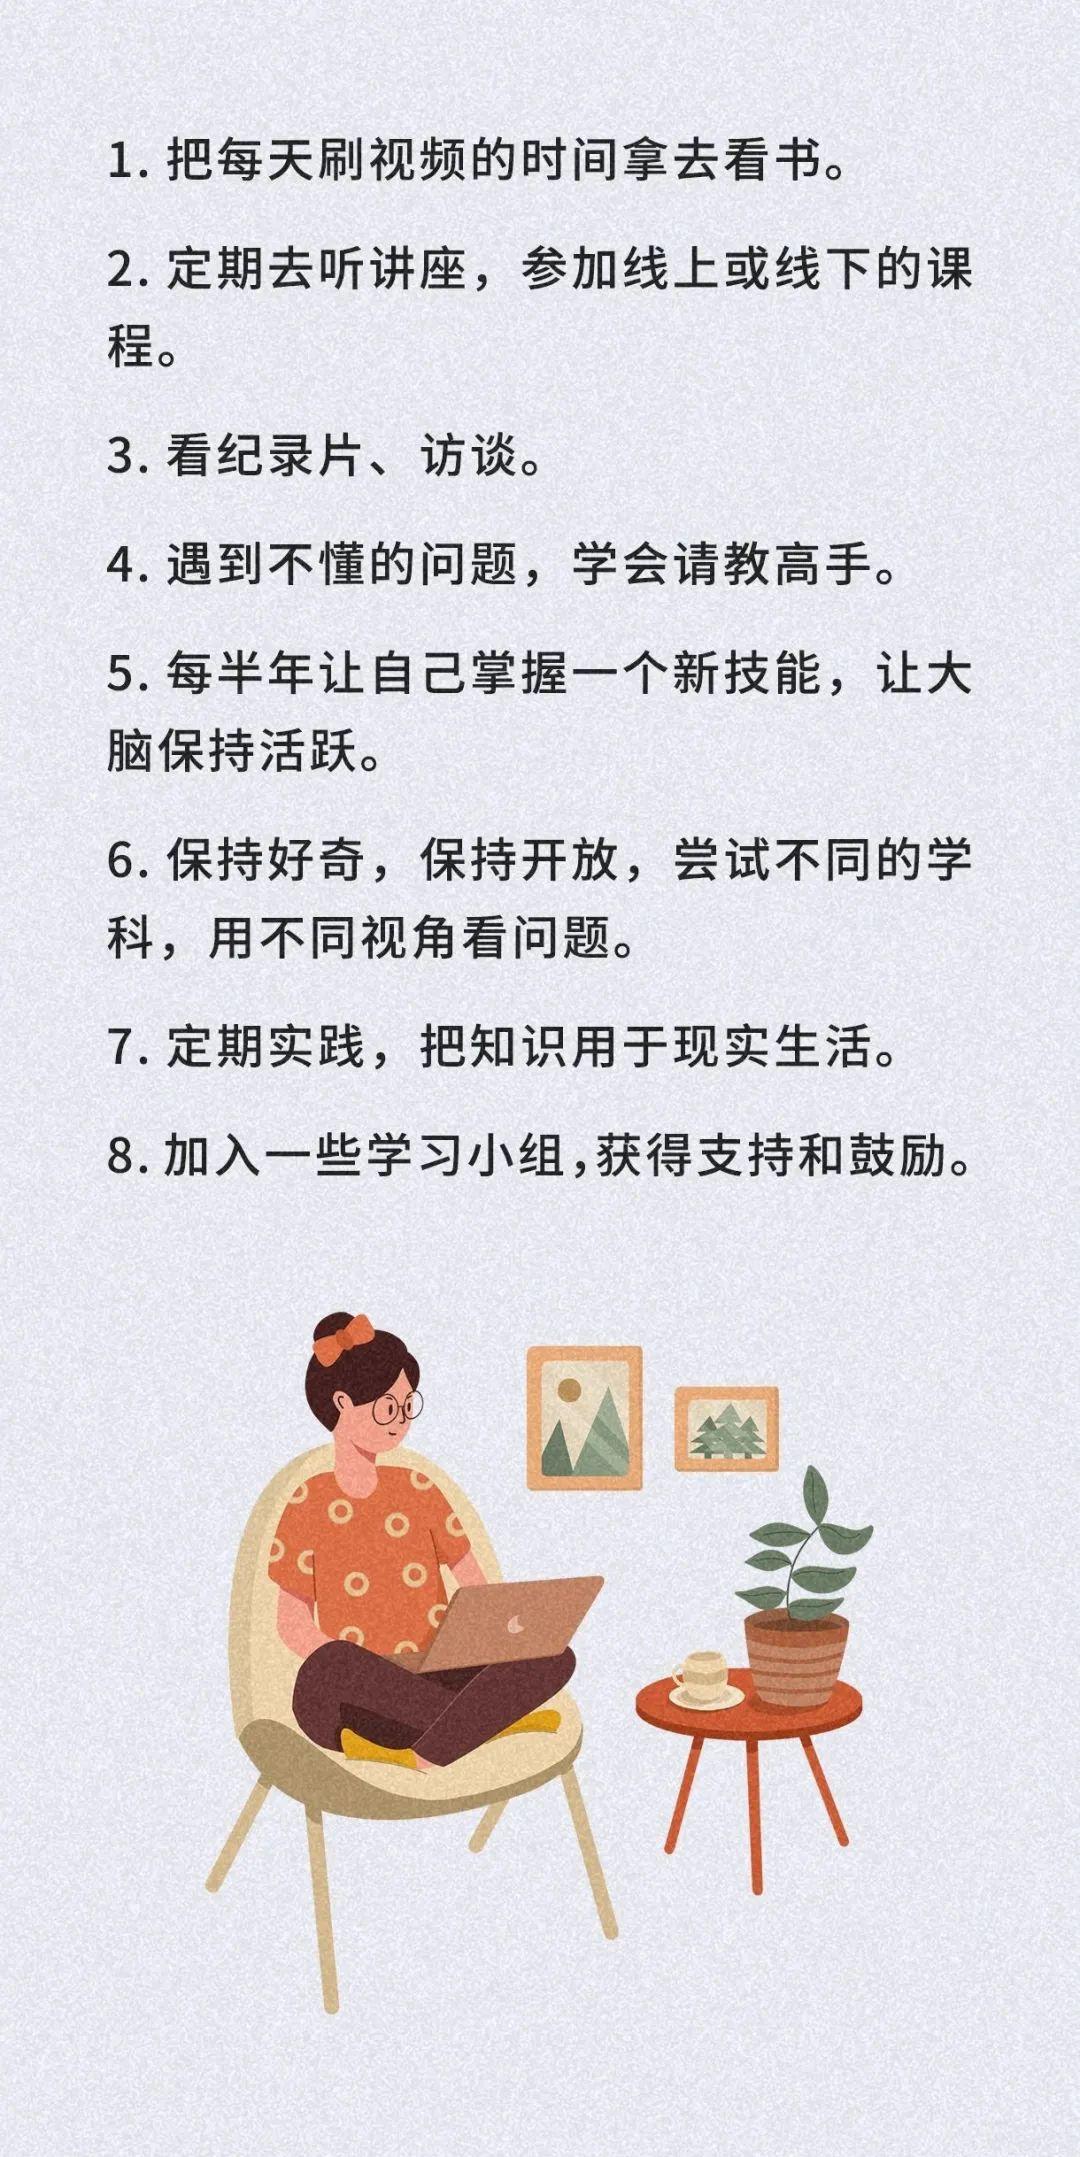 1. 把每天刷视频的时间拿去看书。
2. 定期去听讲座，参加线上或线下的课
程。
3. 看纪录片、访谈。
4. 遇到不懂的问题，学会请教高手。
5. 每半年让自己掌握一个新技能，让大
脑保持活跃。
6. 保持好奇，保持开放，尝试不同的学
科，用不同视角看问题。
7. 定期实践，把知识用于现实生活。
8. 加入一些学习小组,获得支持和鼓励。